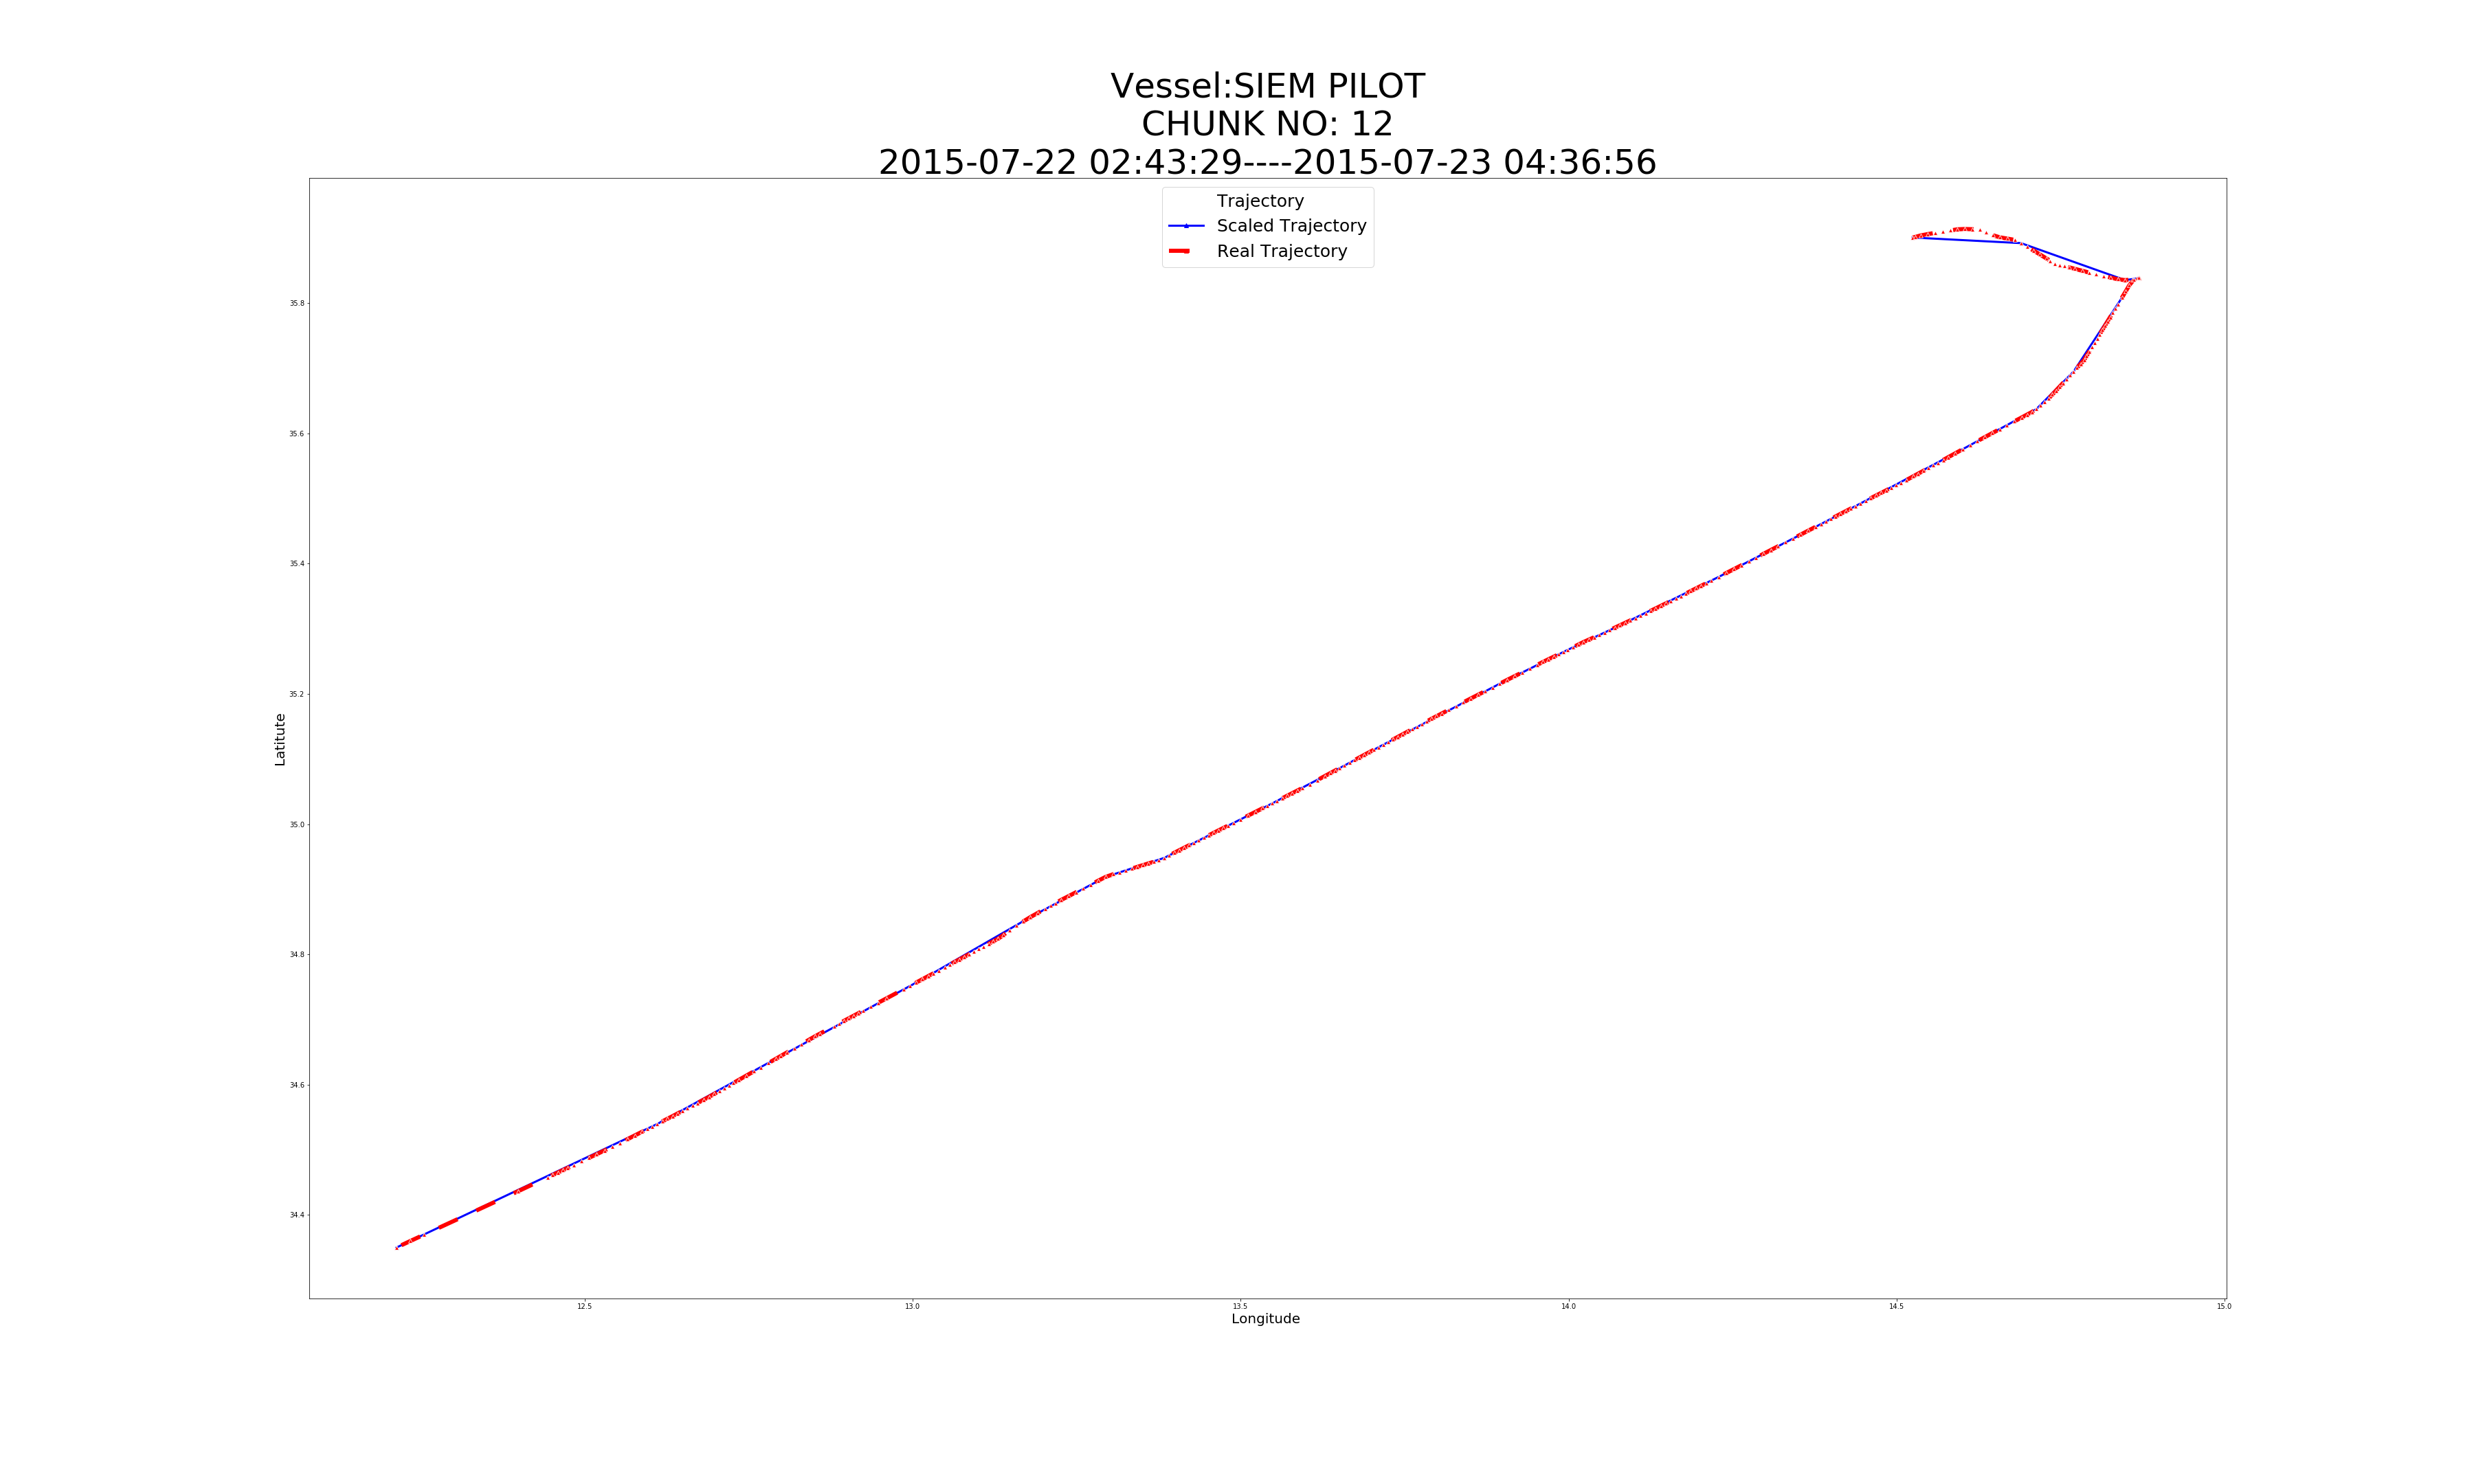 Vessel:SIEM PILOT
CHUNK NO: 12
2015-07-22 02:43:29----2015-07-23 04:36:56
Trajectory
Scaled Trajectory
Real Trajectory
35.8
35.6
35.4
35.2
35.0
34.8
34.6
34.4
Latitute
12.5 13.0 13.5 14.0 14.5 15.0
Longitude